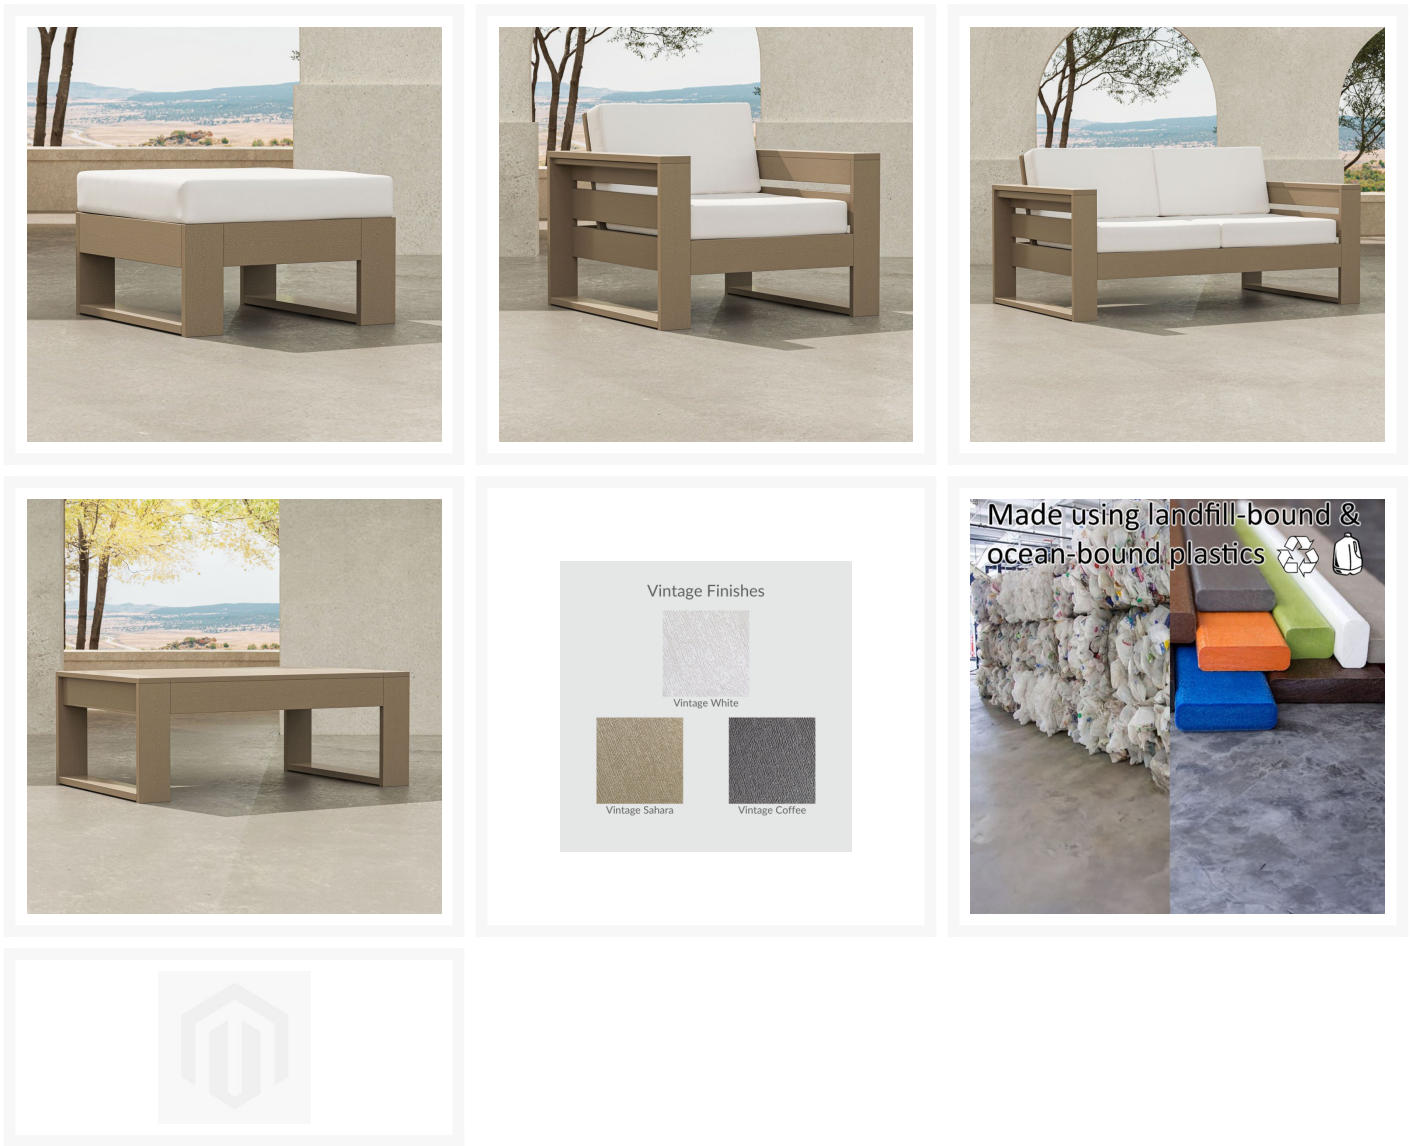 Vintage Finishes
Vintage White
Vintage Sahara
Vintage Coffee
Made using landfill-bound &
ocean-bound plastics